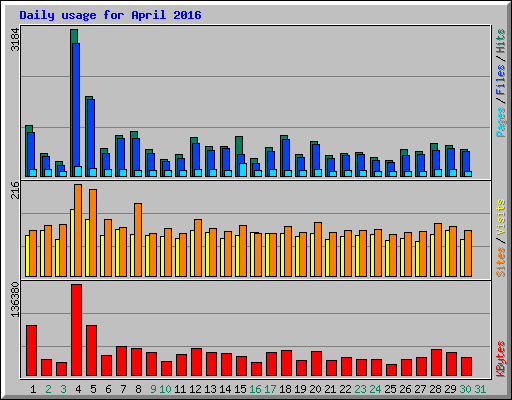 Daily usage for April 2016
3184
Pages / Files / Hits
216
Sites / Visits
136380
KBytes
1 2 3 4 5 6 7 8 9 10 11 12 13 14 15 16 17 18 19 20 21 22 23 24 25 26 27 28 29 30 31